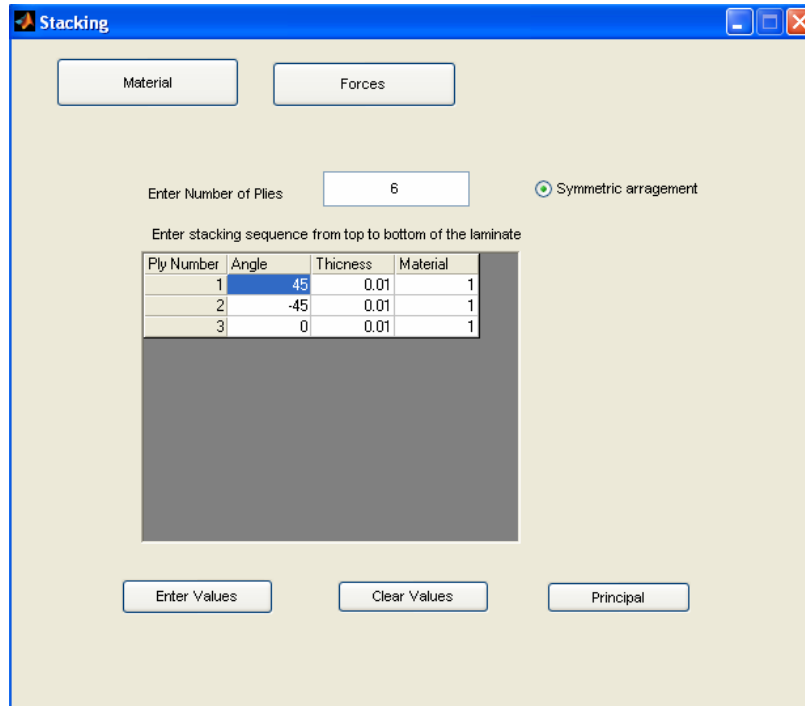 Stacking
Material Forces
Enter Number of Plies 6 Symmetric arragement
Enter stacking sequence from top to bottom of the laminate
Ply Number Angle Thicness Material
1 45 0.01 1
2 -45 0.01 1
3 0 0.01 1
Enter Values Clear Values Principal